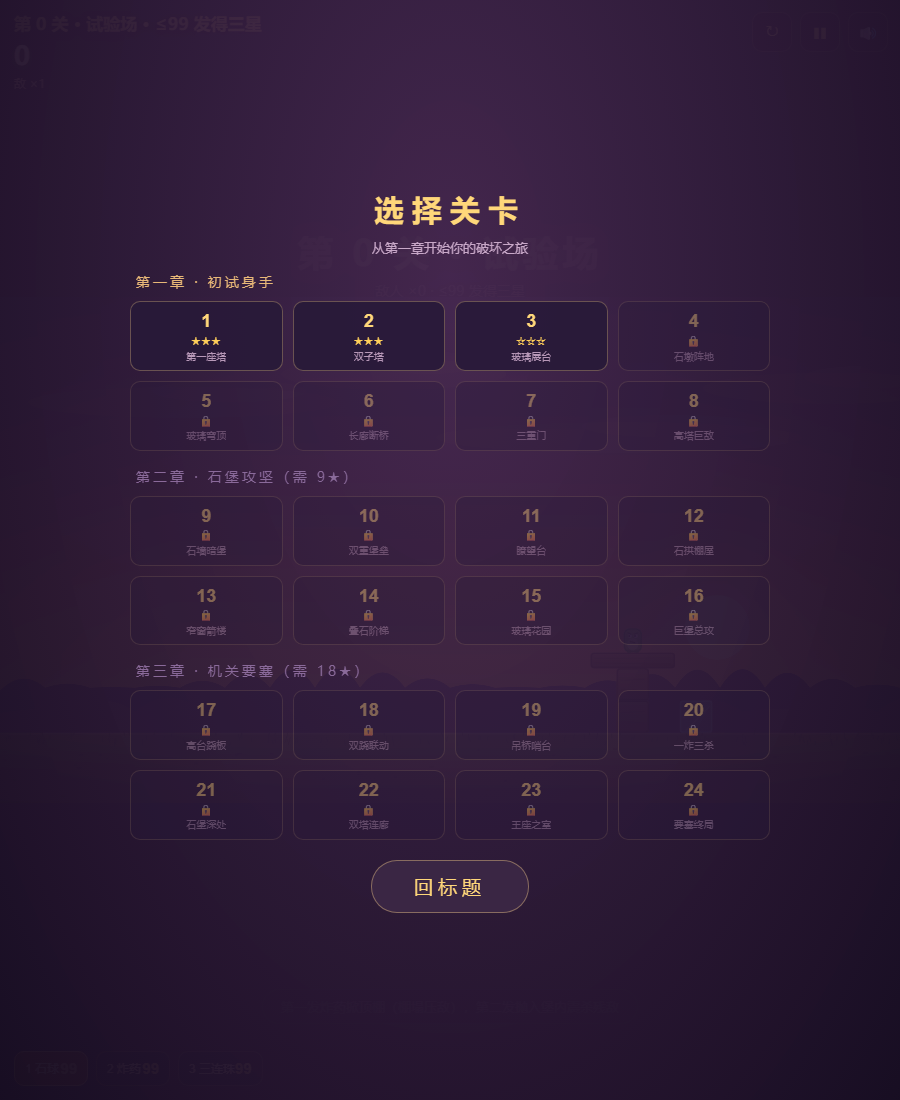 第 0 关 · 试验场 · ≤99 发得三星
0
选择关卡
从第一章开始你的破坏之旅
第一章 · 初试身手
1 2 3 4
★★★ ★★★ ☆☆☆
第一座塔 双子塔 玻璃展台 石墩阵地
5 6 7 8
玻璃穹顶 长廊断桥 三重门 高塔巨敌
第二章 · 石堡攻坚（需 9★）
9 10 11 12
石墙暗堡 双重堡垒 瞭望台 石拱棚屋
13 14 15 16
窄窗箭楼 叠石阶梯 玻璃花园 巨堡总攻
第三章 · 机关要塞（需 18★）
17 18 19 20
高台跷板 双跷联动 吊桥哨台 一炸三杀
21 22 23 24
石堡深处 双塔连廊 王座之室 要塞终局
回标题